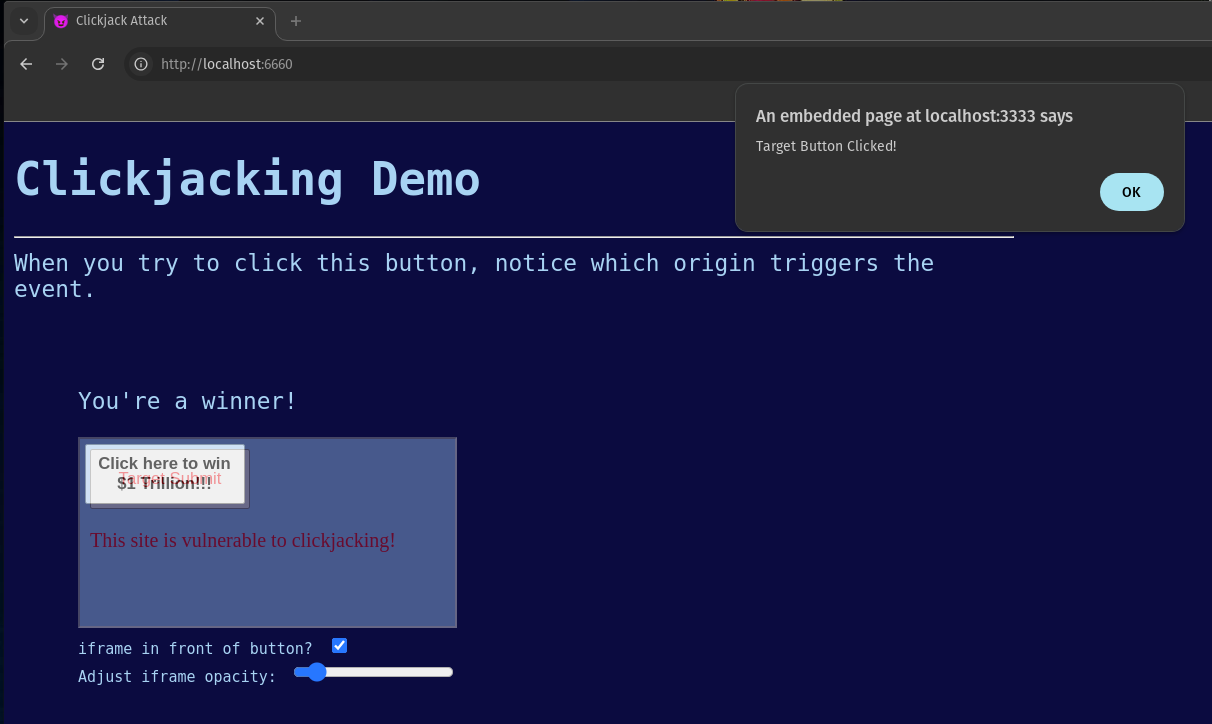 Clickjack Attack
http://localhost:6660
An embedded page at localhost:3333 says
Target Button Clicked!
OK
Clickjacking Demo
When you try to click this button, notice which origin triggers the
event.
You're a winner!
Click here to win
Target Submit
$1 Trillion!!!
This site is vulnerable to clickjacking!
iframe in front of button?
Adjust iframe opacity: